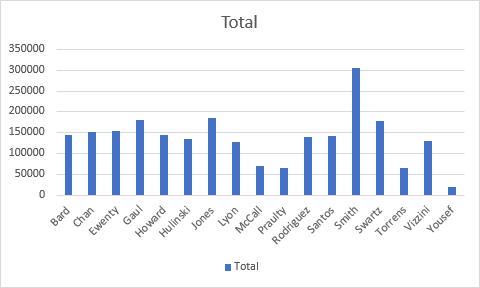 Total
350000
300000
250000
200000
150000
100000
50000
0
Bard
Chan
Ewenty
Gaul
Howard
Hulinski
Jones
Lyon
McCall
Praulty
Rodriguez
Santos
Smith
Swartz
Torrens
Vizzini
Yousef
Total